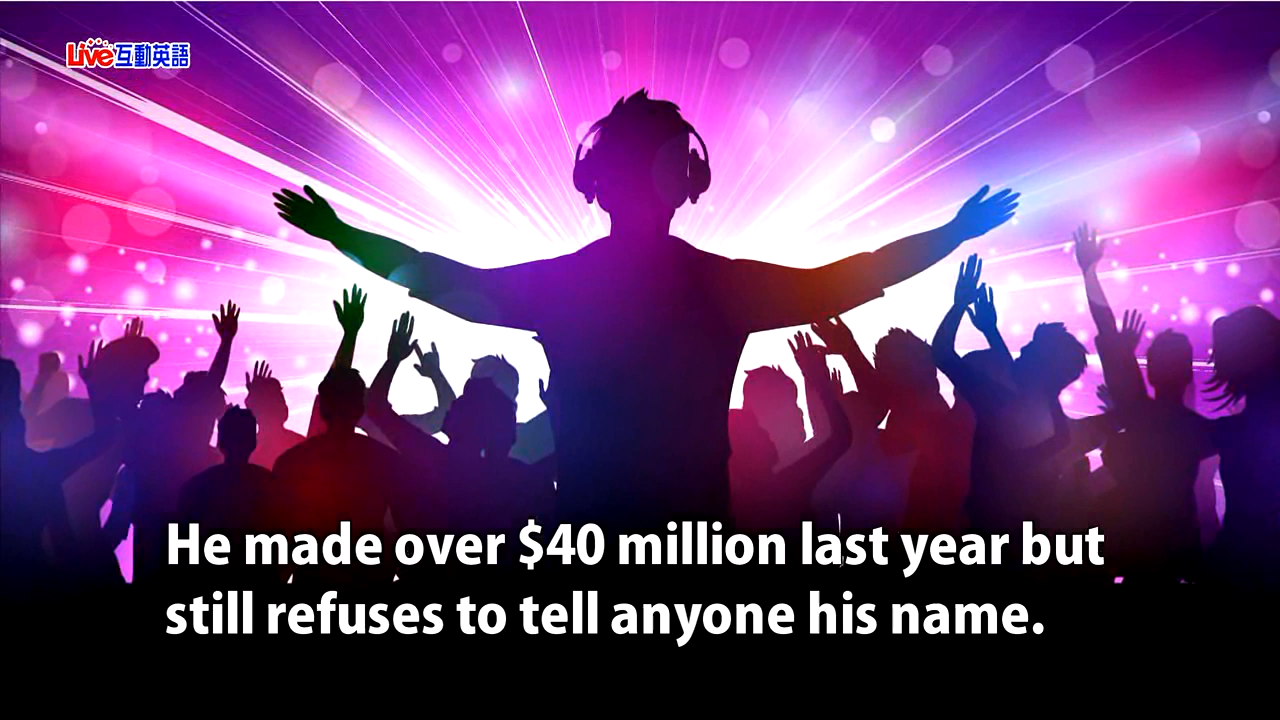 Live互動英語
He made over $40 million last year but
still refuses to tell anyone his name.